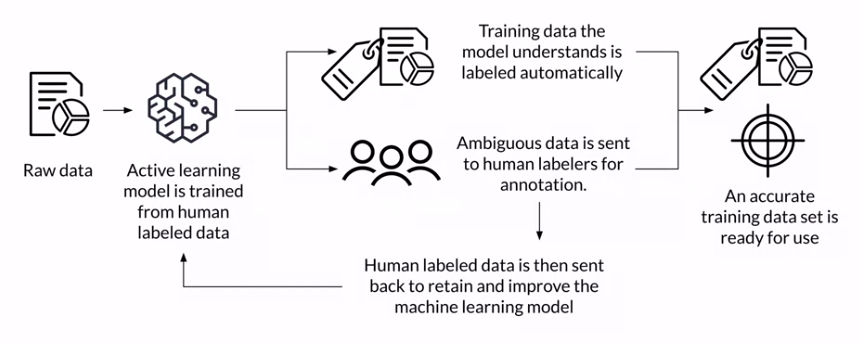 Raw data
Active learning
model is trained
from human
labeled data
Training data the
model understands is
labeled automatically
Ambiguous data is sent
to human labelers for
annotation.
Human labeled data is then sent
back to retain and improve the
machine learning model
An accurate
training data set is
ready for use